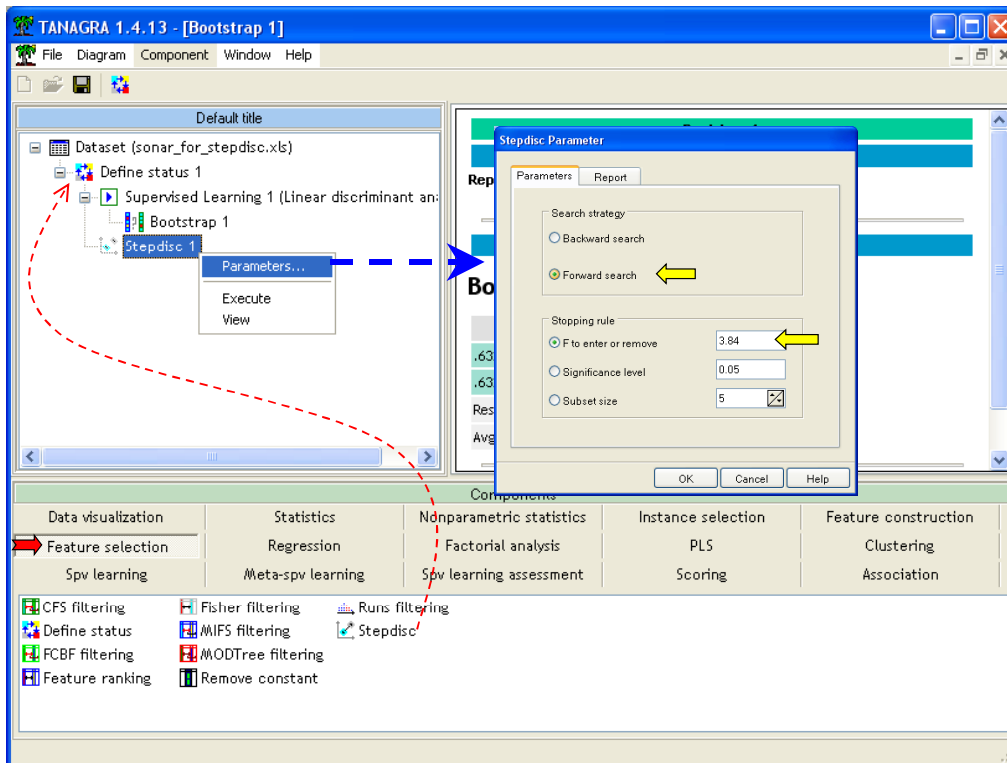 TANAGRA 1.4.13 - [Bootstrap 1]
File Diagram Component Window Help
Default title
Dataset (sonar_for_stepdisc.xls)
Define status 1
Supervised Learning 1 (Linear discriminant an
Bootstrap 1
Stepdisc 1
Parameters...
Execute
View
Rep
Bo
.63
.63
Res
Avg
Stepdisc Parameter
Parameters Report
Search strategy
Backward search
Forward search
Stopping rule
F to enter or remove 3.84
Significance level 0.05
Subset size 5
OK Cancel Help
Components
Data visualization Statistics Nonparametric statistics Instance selection Feature construction
Feature selection Regression Factorial analysis PLS Clustering
Spv learning Meta-spv learning Spv learning assessment Scoring Association
CFS filtering Fisher filtering Runs filtering
Define status MIFS filtering Stepdisc
FCBF filtering MODTree filtering
Feature ranking Remove constant